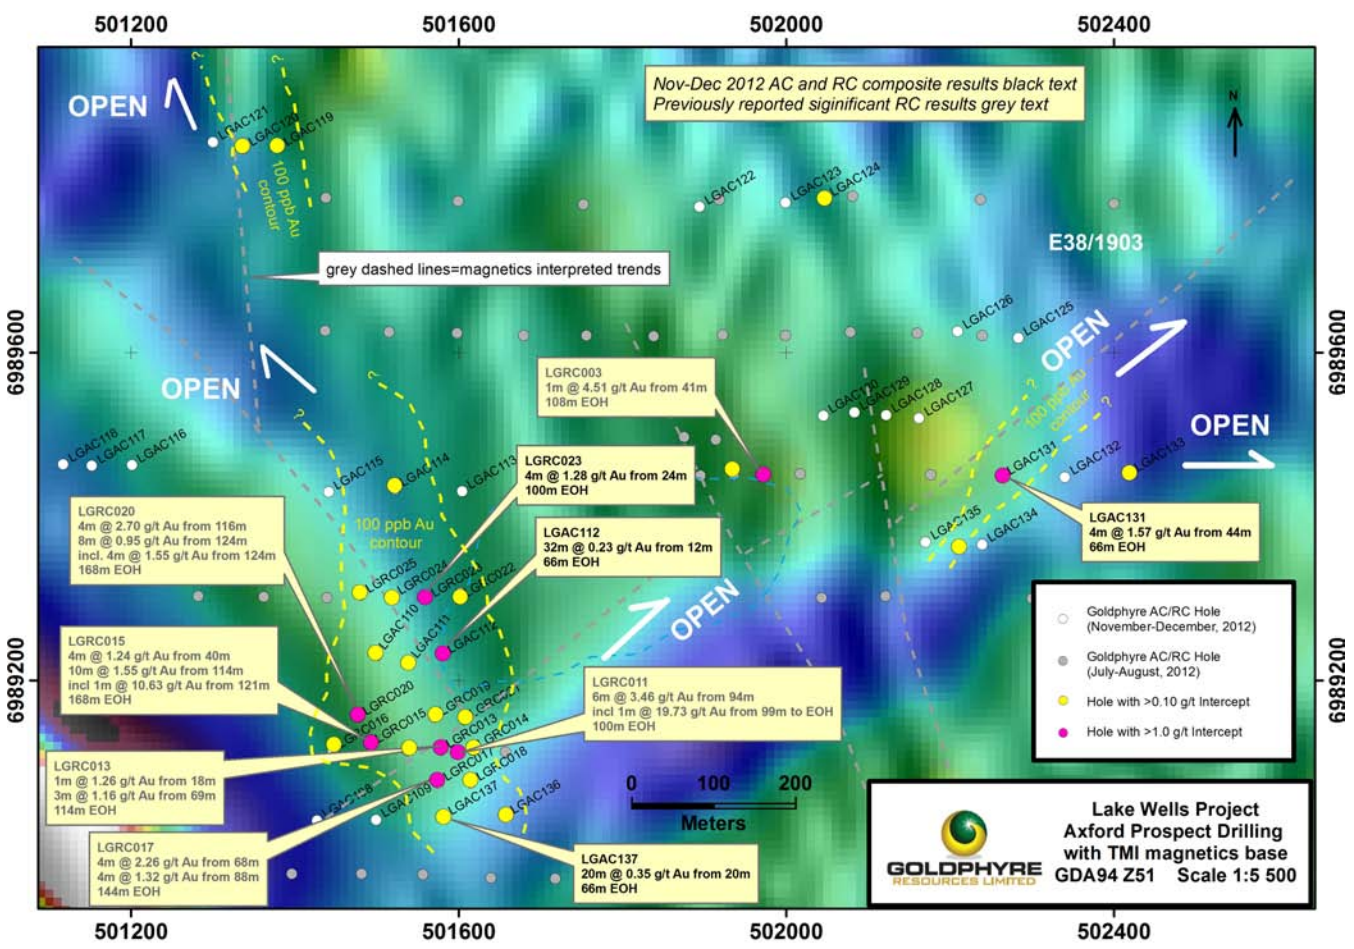 501200
501600
502000
502400
Nov-Dec 2012 AC and RC composite results black text
Previously reported siginificant RC results grey text
N
OPEN
?
?
LGAC121
LGAC120
LGAC119
100 ppb Au
contour
LGAC122
LGAC123
LGAC124
E38/1903
grey dashed lines=magnetics interpreted trends
LGAC126
LGAC125
6989600
6989600
OPEN
OPEN
LGRC003
1m @ 4.51 g/t Au from 41m
108m EOH
?
?
LGAC130
LGAC129
LGAC128
LGAC127
?
100 ppb Au
contour
?
OPEN
LGAC118
LGAC117
LGAC116
LGAC115
LGAC114
LGAC113
LGRC023
4m @ 1.28 g/t Au from 24m
100m EOH
LGAC131
LGAC132
LGAC133
LGRC020
4m @ 2.70 g/t Au from 116m
8m @ 0.95 g/t Au from 124m
incl. 4m @ 1.55 g/t Au from 124m
168m EOH
100 ppb Au
contour
LGAC112
32m @ 0.23 g/t Au from 12m
66m EOH
LGAC135
LGAC134
LGAC131
4m @ 1.57 g/t Au from 44m
66m EOH
LGRC025
LGRC024
LGRC023
LGRC022
OPEN
LGAC110
LGAC111
LGAC112
LGRC015
4m @ 1.24 g/t Au from 40m
10m @ 1.55 g/t Au from 114m
incl 1m @ 10.63 g/t Au from 121m
168m EOH
6989200
6989200
LGRC011
6m @ 3.46 g/t Au from 94m
incl 1m @ 19.73 g/t Au from 99m to EOH
100m EOH
LGRC020
LGRC019
LGRC016
LGRC015
LGRC013
LGRC014
LGRC017
LGRC018
LGRC013
1m @ 1.26 g/t Au from 18m
3m @ 1.16 g/t Au from 69m
114m EOH
LGAC109
LGAC137
LGAC136
LGRC017
4m @ 2.26 g/t Au from 68m
4m @ 1.32 g/t Au from 88m
144m EOH
LGAC137
20m @ 0.35 g/t Au from 20m
66m EOH
0 100 200
Meters
Goldphyre AC/RC Hole
(November-December, 2012)
Goldphyre AC/RC Hole
(July-August, 2012)
Hole with >0.10 g/t Intercept
Hole with >1.0 g/t Intercept
GOLDPHYRE
RESOURCES LIMITED
Lake Wells Project
Axford Prospect Drilling
with TMI magnetics base
GDA94 Z51 Scale 1:5 500
501200
501600
502000
502400